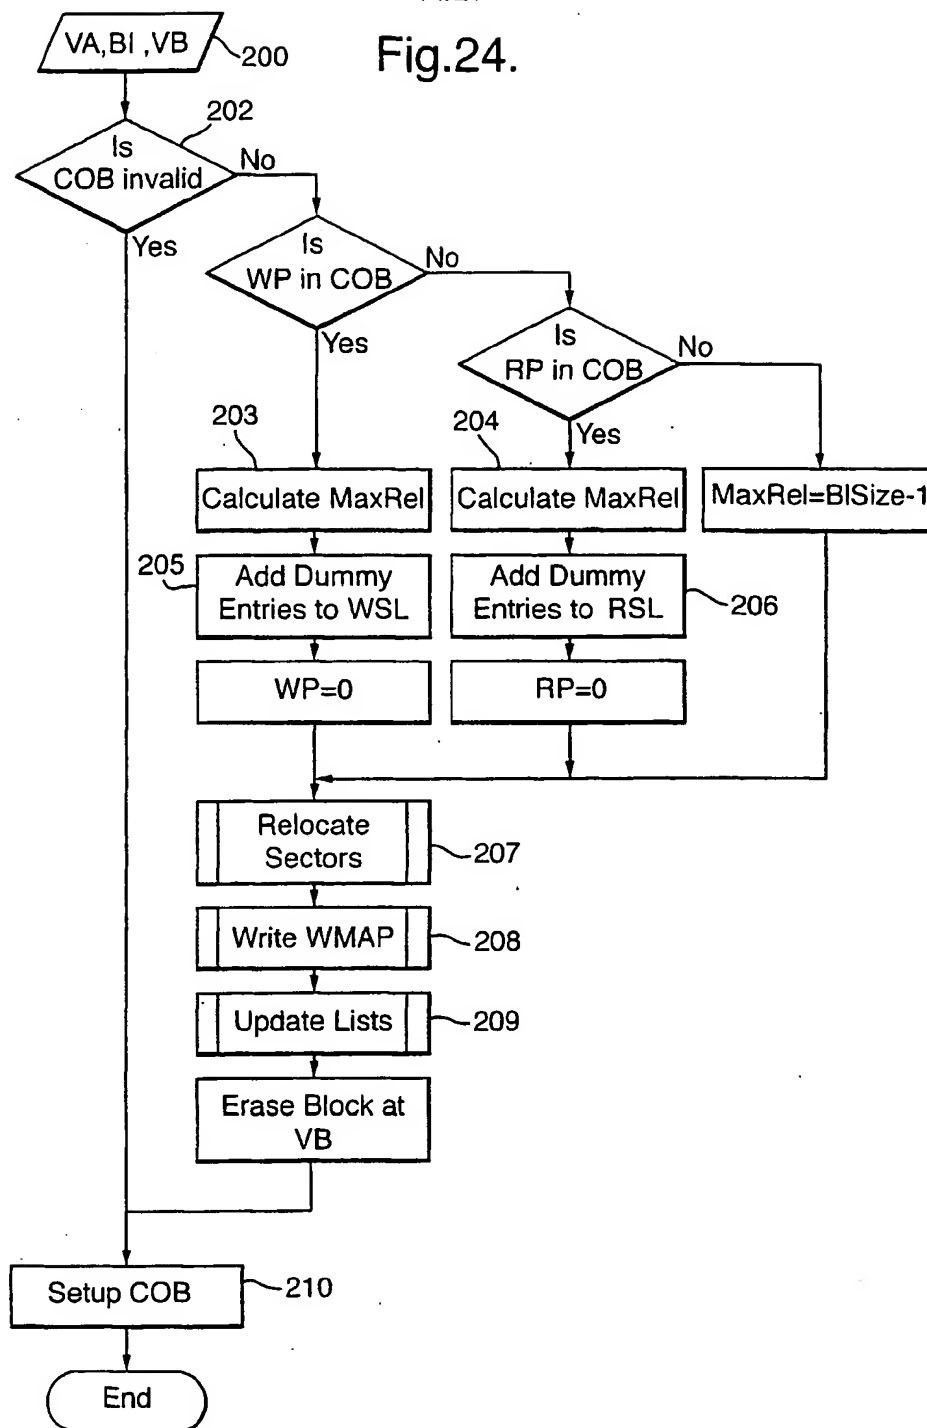 Fig.24.
VA,BI ,VB
200
202
Is
COB invalid
No
Yes
Is
WP in COB
No
Yes
Is
RP in COB
No
Yes
203
204
Calculate MaxRel
Calculate MaxRel
MaxRel=BlSize-1
205
Add Dummy
Entries to WSL
Add Dummy
Entries to RSL
206
WP=0
RP=0
Relocate
Sectors
207
Write WMAP
208
Update Lists
209
Erase Block at
VB
Setup COB
210
End